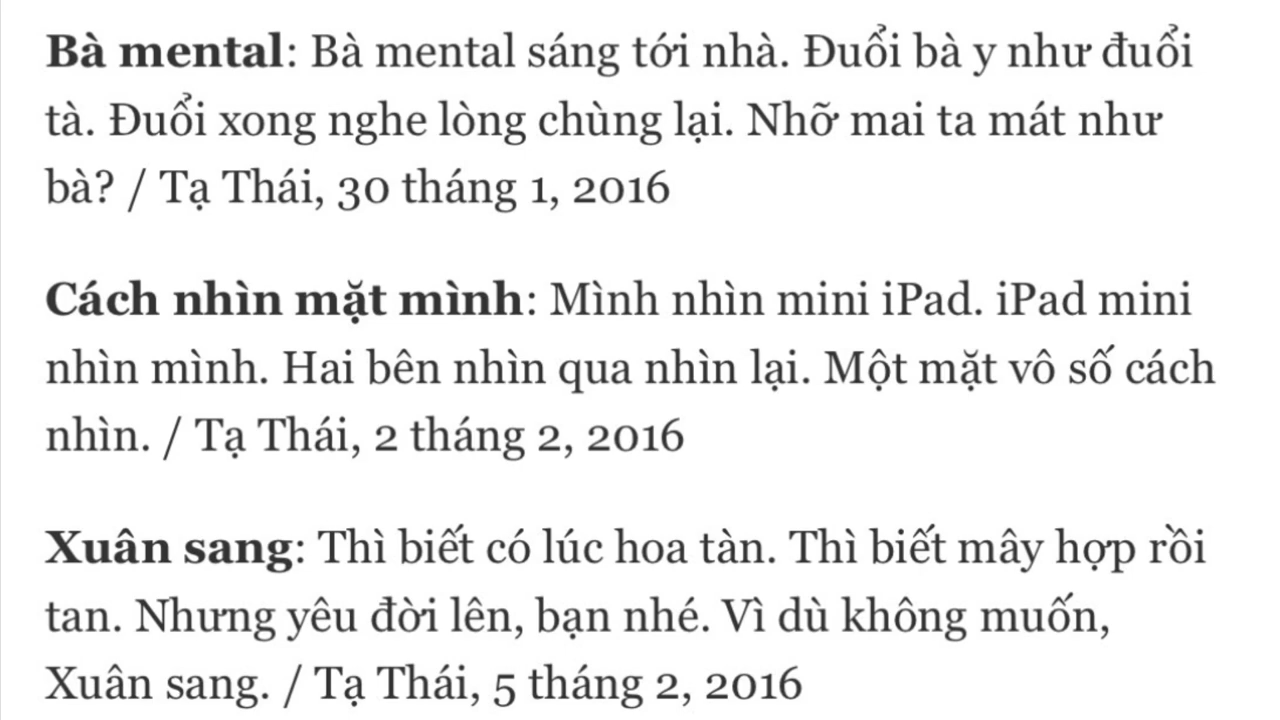 Bà mental: Bà mental sáng tới nhà. Đuổi bà y như đuổi
tà. Đuổi xong nghe lòng chùng lại. Nhỡ mai ta mát như
bà? / Tạ Thái, 30 tháng 1, 2016
Cách nhìn mặt mình: Mình nhìn mini iPad. iPad mini
nhìn mình. Hai bên nhìn qua nhìn lại. Một mặt vô số cách
nhìn. / Tạ Thái, 2 tháng 2, 2016
Xuân sang: Thì biết có lúc hoa tàn. Thì biết mây hợp rồi
tan. Nhưng yêu đời lên, bạn nhé. Vì dù không muốn,
Xuân sang. / Tạ Thái, 5 tháng 2, 2016